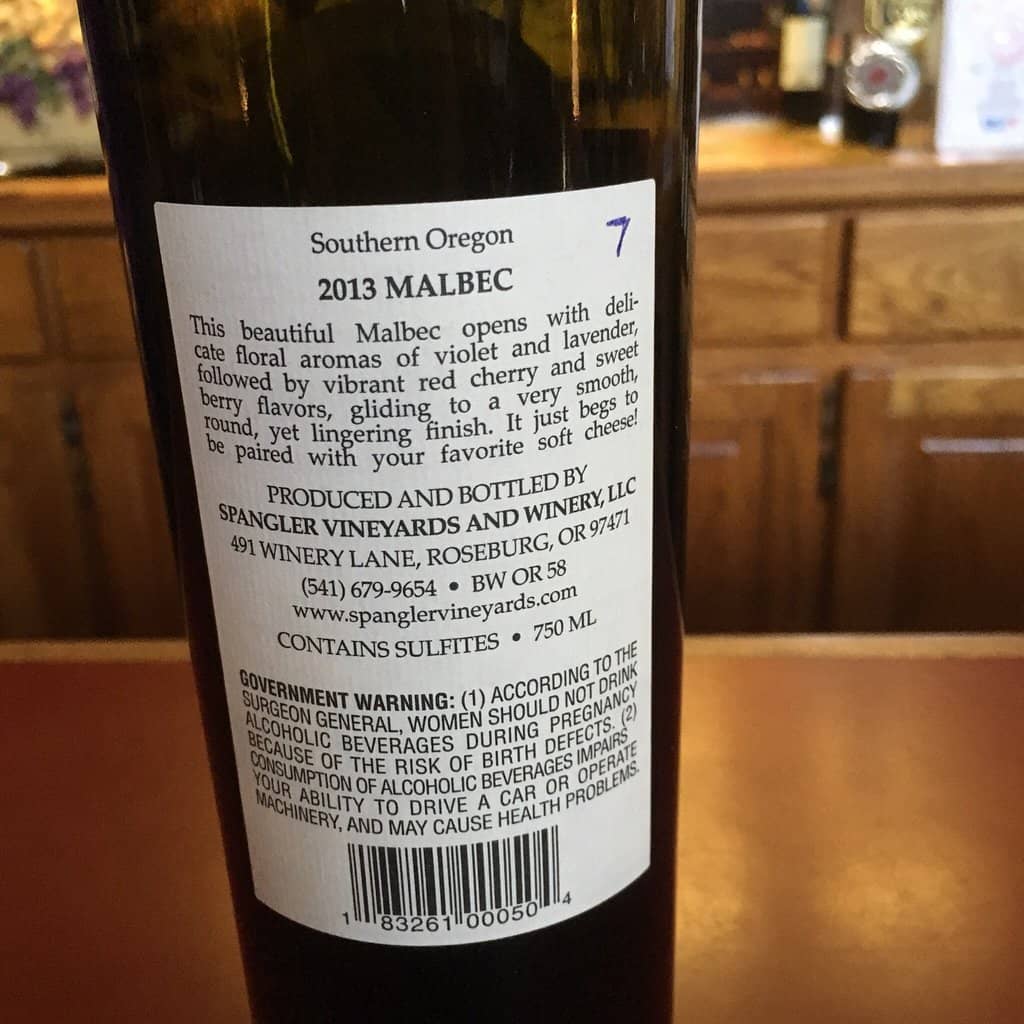 7
Southern Oregon
2013 MALBEC
This beautiful Malbec opens with deli-
cate floral aromas of violet and lavender,
followed by vibrant red cherry and sweet
berry flavors, gliding to a very smooth,
round, yet lingering finish. It just begs to
be paired with your favorite soft cheese!
PRODUCED AND BOTTLED BY
SPANGLER VINEYARDS AND WINERY, LLC
491 WINERY LANE, ROSEBURG, OR 97471
(541) 679-9654 • BW OR 58
www.spanglervineyards.com
CONTAINS SULFITES • 750 ML
GOVERNMENT WARNING: (1) ACCORDING TO THE
SURGEON GENERAL, WOMEN SHOULD NOT DRINK
ALCOHOLIC BEVERAGES DURING PREGNANCY
BECAUSE OF THE RISK OF BIRTH DEFECTS. (2)
CONSUMPTION OF ALCOHOLIC BEVERAGES IMPAIRS
YOUR ABILITY TO DRIVE A CAR OR OPERATE
MACHINERY, AND MAY CAUSE HEALTH PROBLEMS.
1 83261 00050 4